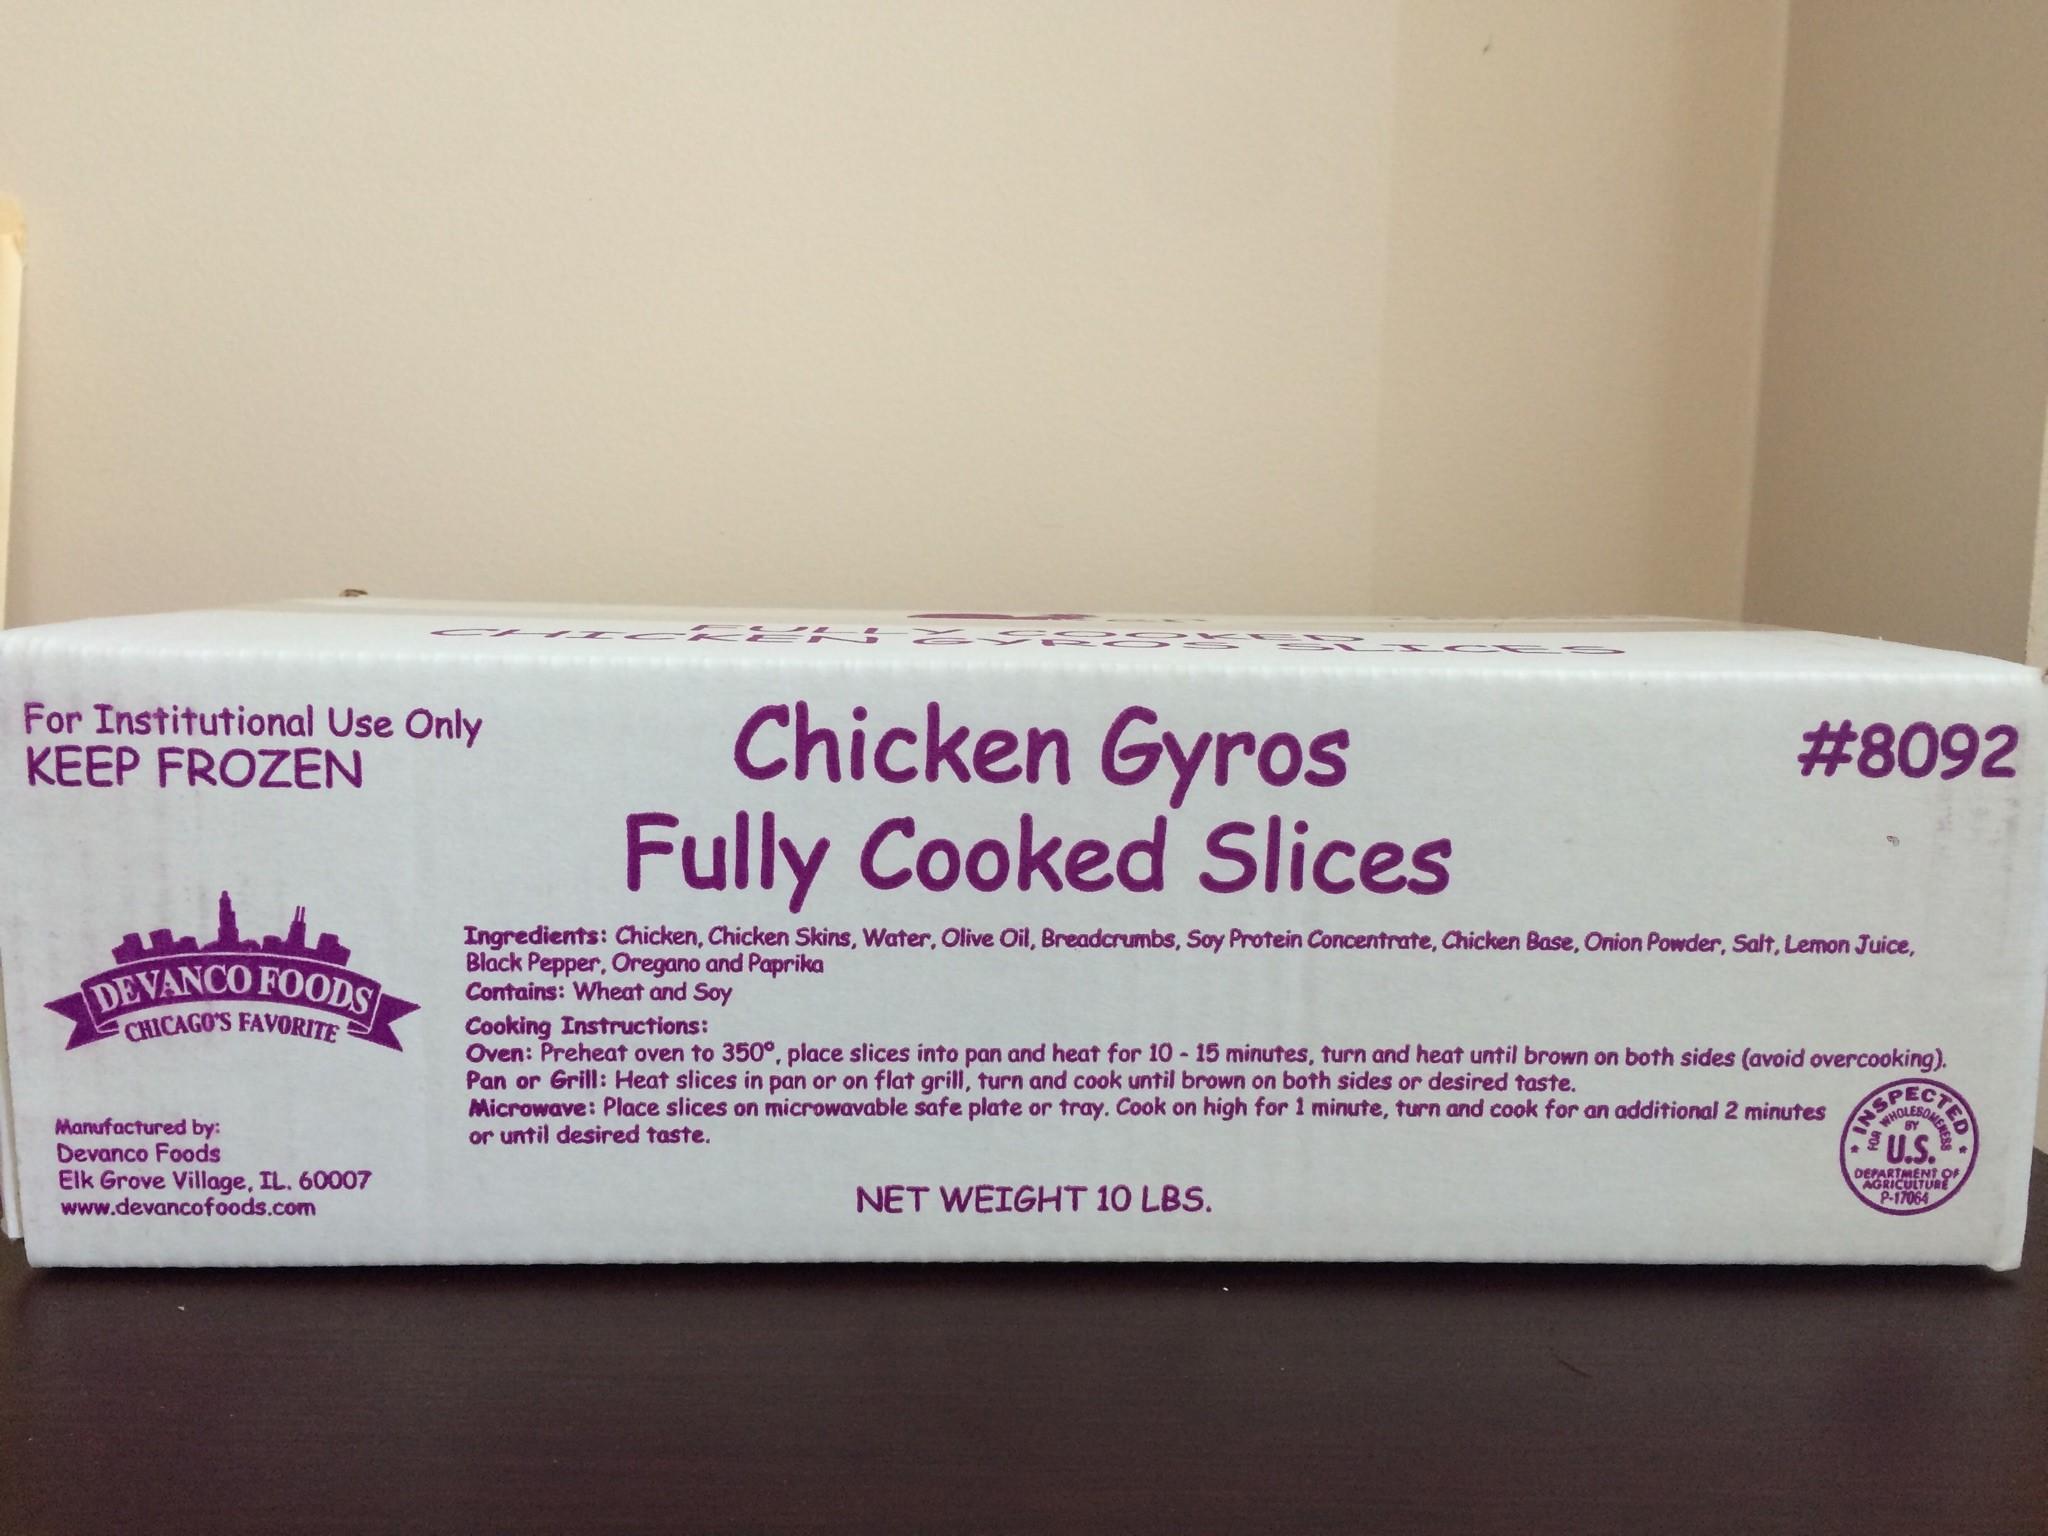 FULLY COOKED
CHICKEN GYROS SLICES
For Institutional Use Only
KEEP FROZEN
Chicken Gyros
Fully Cooked Slices
#8092
DEVANCO FOODS
CHICAGO'S FAVORITE
Ingredients: Chicken, Chicken Skins, Water, Olive Oil, Breadcrumbs, Soy Protein Concentrate, Chicken Base, Onion Powder, Salt, Lemon Juice,
Black Pepper, Oregano and Paprika
Contains: Wheat and Soy
Cooking Instructions:
Oven: Preheat oven to 350°, place slices into pan and heat for 10 - 15 minutes, turn and heat until brown on both sides (avoid overcooking).
Pan or Grill: Heat slices in pan or on flat grill, turn and cook until brown on both sides or desired taste.
Microwave: Place slices on microwavable safe plate or tray. Cook on high for 1 minute, turn and cook for an additional 2 minutes
or until desired taste.
Manufactured by:
Devanco Foods
Elk Grove Village, IL. 60007
www.devancofoods.com
NET WEIGHT 10 LBS.
INSPECTED
FOR WHOLESOMENESS
BY
U.S.
DEPARTMENT OF
AGRICULTURE
P-17064